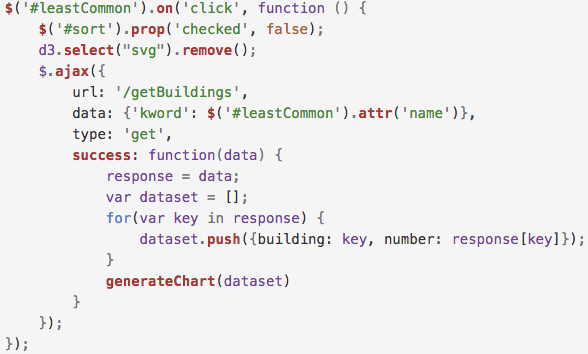 $('#leastCommon').on('click', function () {
    $('#sort').prop('checked', false);
    d3.select("svg").remove();
    $.ajax({
        url: '/getBuildings',
        data: {'kword': $('#leastCommon').attr('name')},
        type: 'get',
        success: function(data) {
            response = data;
            var dataset = [];
            for(var key in response) {
                dataset.push({building: key, number: response[key]});
            }
            generateChart(dataset)
        }
    });
});